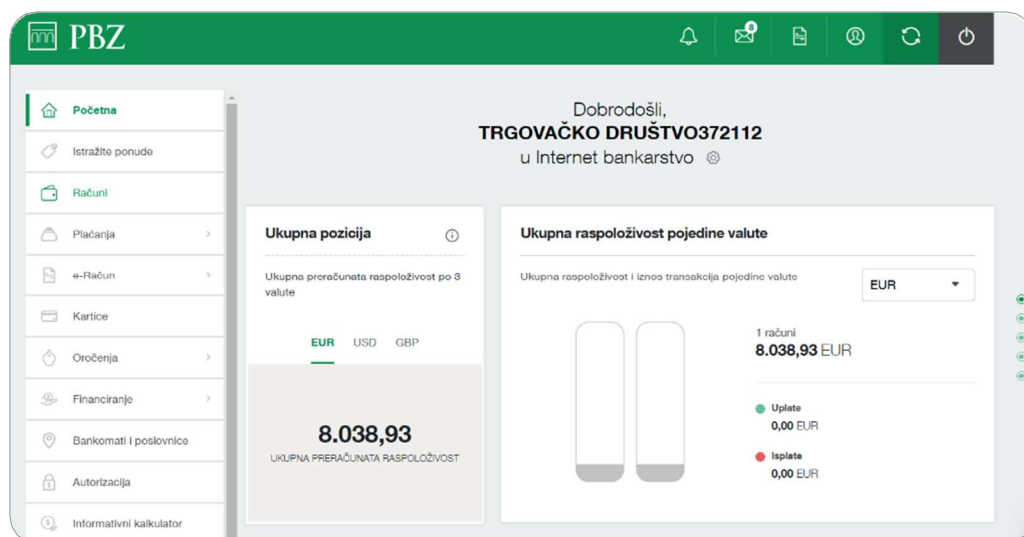 PBZ
8
Početna
Istražite ponude
Računi
Plaćanja
e-Račun
Kartice
Oročenja
Financiranje
Bankomati i poslovnice
Autorizacija
Informativni kalkulator
Dobrodošli,
TRGOVAČKO DRUŠTVO372112
u Internet bankarstvo
Ukupna pozicija
Ukupna preračunata raspoloživost po 3
valute
EUR USD GBP
8.038,93
UKUPNA PRERAČUNATA RASPOLOŽIVOST
Ukupna raspoloživost pojedine valute
Ukupna raspoloživost i iznos transakcija pojedine valute
EUR
1 računi
8.038,93 EUR
Uplate
0,00 EUR
Isplate
0,00 EUR